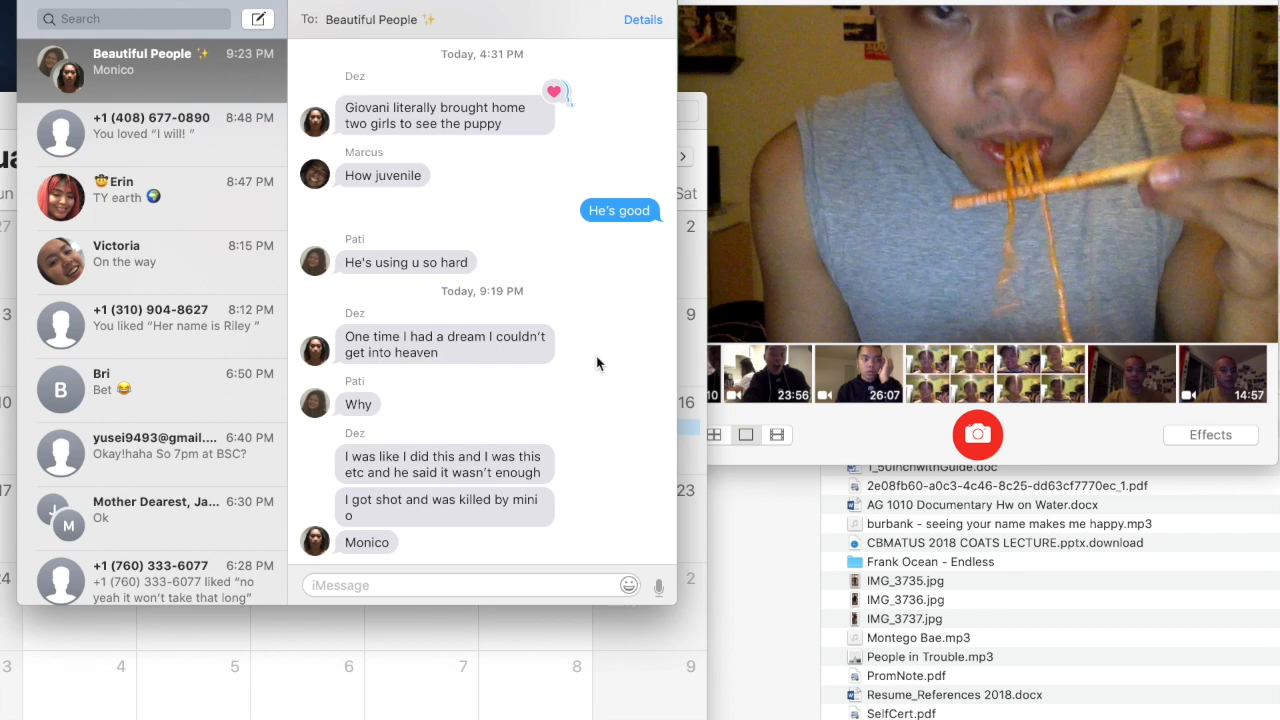 Search
Beautiful People ✨ 9:23 PM
Monico
+1 (408) 677-0890 8:48 PM
You loved “I will! ”
🤠Erin 8:47 PM
TY earth 🌍
Victoria 8:15 PM
On the way
+1 (310) 904-8627 8:12 PM
You liked “Her name is Riley ”
B
Bri 6:50 PM
Bet 😂
yusei9493@gmail.... 6:40 PM
Okay!haha So 7pm at BSC?
M
Mother Dearest, Ja... 6:30 PM
Ok
+1 (760) 333-6077 6:28 PM
+1 (760) 333-6077 liked “no
yeah it won’t take that long”
To: Beautiful People ✨ Details
Today, 4:31 PM
Dez
Giovani literally brought home
two girls to see the puppy
Marcus
How juvenile
He's good
Pati
He's using u so hard
Today, 9:19 PM
Dez
One time I had a dream I couldn’t
get into heaven
Pati
Why
Dez
I was like I did this and I was this
etc and he said it wasn’t enough
I got shot and was killed by mini
o
Monico
iMessage
Sat
2
9
16
23
2
4 5 6 7 8 9
23:56 26:07 14:57
Effects
1_50inchwithGuide.doc
2e08fb60-a0c3-4c46-8c25-dd63cf7770ec_1.pdf
AG 1010 Documentary Hw on Water.docx
burbank - seeing your name makes me happy.mp3
CBMATUS 2018 COATS LECTURE.pptx.download
Frank Ocean - Endless
IMG_3735.jpg
IMG_3736.jpg
IMG_3737.jpg
Montego Bae.mp3
People in Trouble.mp3
PromNote.pdf
Resume_References 2018.docx
SelfCert.pdf